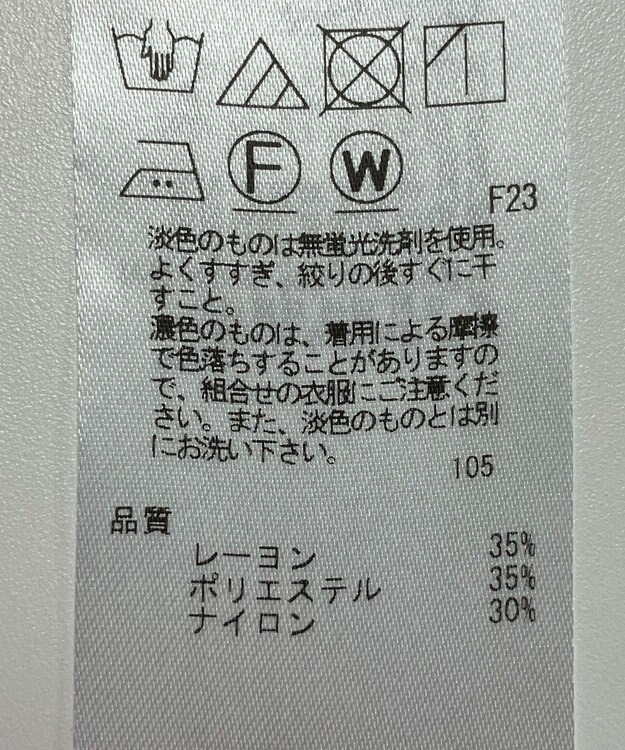 F W
F23
淡色のものは無蛍光洗剤を使用。
よくすすぎ、絞りの後すぐに干
すこと。
濃色のものは、着用による摩擦
で色落ちすることがありますの
で、組合せの衣服にご注意くだ
さい。また、淡色のものとは別
にお洗い下さい。
105
品質
レーヨン 35%
ポリエステル 35%
ナイロン 30%